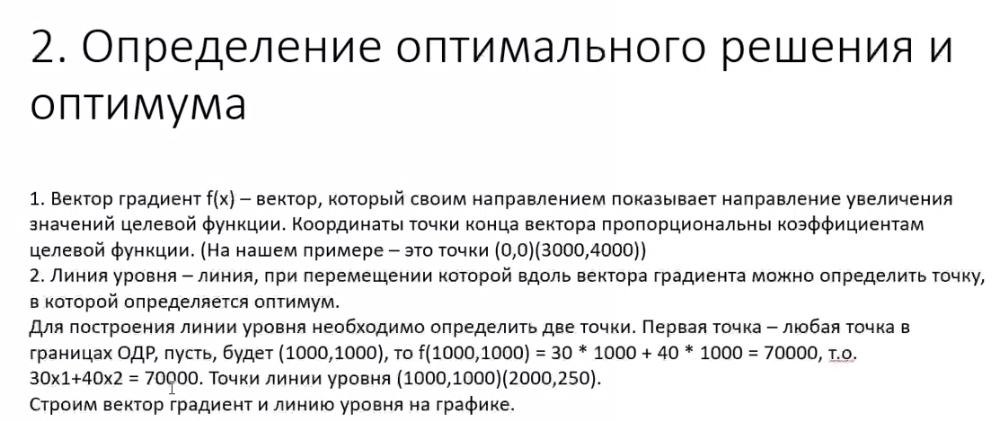 2. Определение оптимального решения и
оптимума
1. Вектор градиент f(x) – вектор, который своим направлением показывает направление увеличения
значений целевой функции. Координаты точки конца вектора пропорциональны коэффициентам
целевой функции. (На нашем примере – это точки (0,0)(3000,4000))
2. Линия уровня – линия, при перемещении которой вдоль вектора градиента можно определить точку,
в которой определяется оптимум.
Для построения линии уровня необходимо определить две точки. Первая точка – любая точка в
границах ОДР, пусть, будет (1000,1000), то f(1000,1000) = 30 * 1000 + 40 * 1000 = 70000, т.о.
30x1+40x2 = 70000. Точки линии уровня (1000,1000)(2000,250).
Строим вектор градиент и линию уровня на графике.